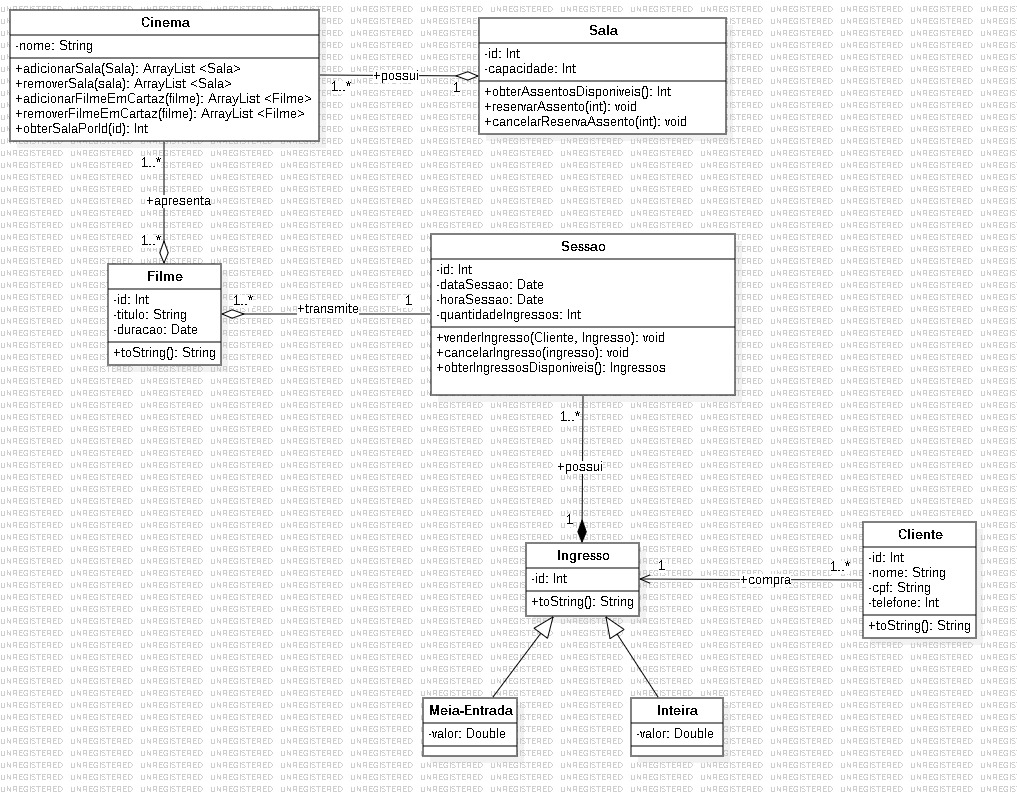 Cinema
-nome: String
+adicionarSala(Sala): ArrayList <Sala>
+removerSala(sala): ArrayList <Sala>
+adicionarFilmeEmCartaz(filme): ArrayList <Filme>
+removerFilmeEmCartaz(filme): ArrayList <Filme>
+obterSalaPorId(id): Int
1..*
+possui
1
Sala
-id: Int
-capacidade: Int
+obterAssentosDisponiveis(): Int
+reservarAssento(int): void
+cancelarReservaAssento(int): void
1..*
+apresenta
1..*
Filme
-id: Int
-titulo: String
-duracao: Date
+toString(): String
1..*
+transmite
1
Sessao
-id: Int
-dataSessao: Date
-horaSessao: Date
-quantidadeIngressos: Int
+venderIngresso(Cliente, Ingresso): void
+cancelarIngresso(ingresso): void
+obterIngressosDisponiveis(): Ingressos
1..*
+possui
1
Ingresso
-id: Int
+toString(): String
1
+compra
1..*
Cliente
-id: Int
-nome: String
-cpf: String
-telefone: Int
+toString(): String
Meia-Entrada
-valor: Double
Inteira
-valor: Double
UNREGISTERED